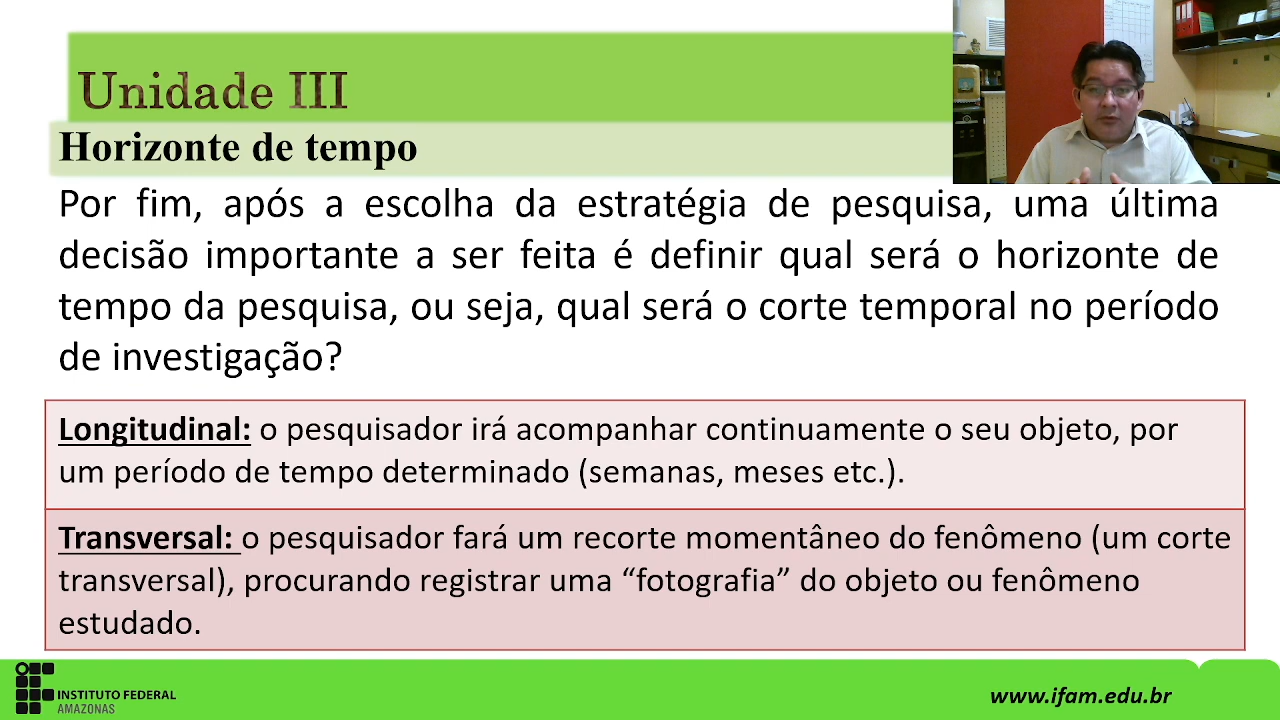 Unidade III
Horizonte de tempo
Por fim, após a escolha da estratégia de pesquisa, uma última
decisão importante a ser feita é definir qual será o horizonte de
tempo da pesquisa, ou seja, qual será o corte temporal no período
de investigação?
Longitudinal: o pesquisador irá acompanhar continuamente o seu objeto, por
um período de tempo determinado (semanas, meses etc.).
Transversal: o pesquisador fará um recorte momentâneo do fenômeno (um corte
transversal), procurando registrar uma “fotografia” do objeto ou fenômeno
estudado.
INSTITUTO FEDERAL
AMAZONAS
www.ifam.edu.br